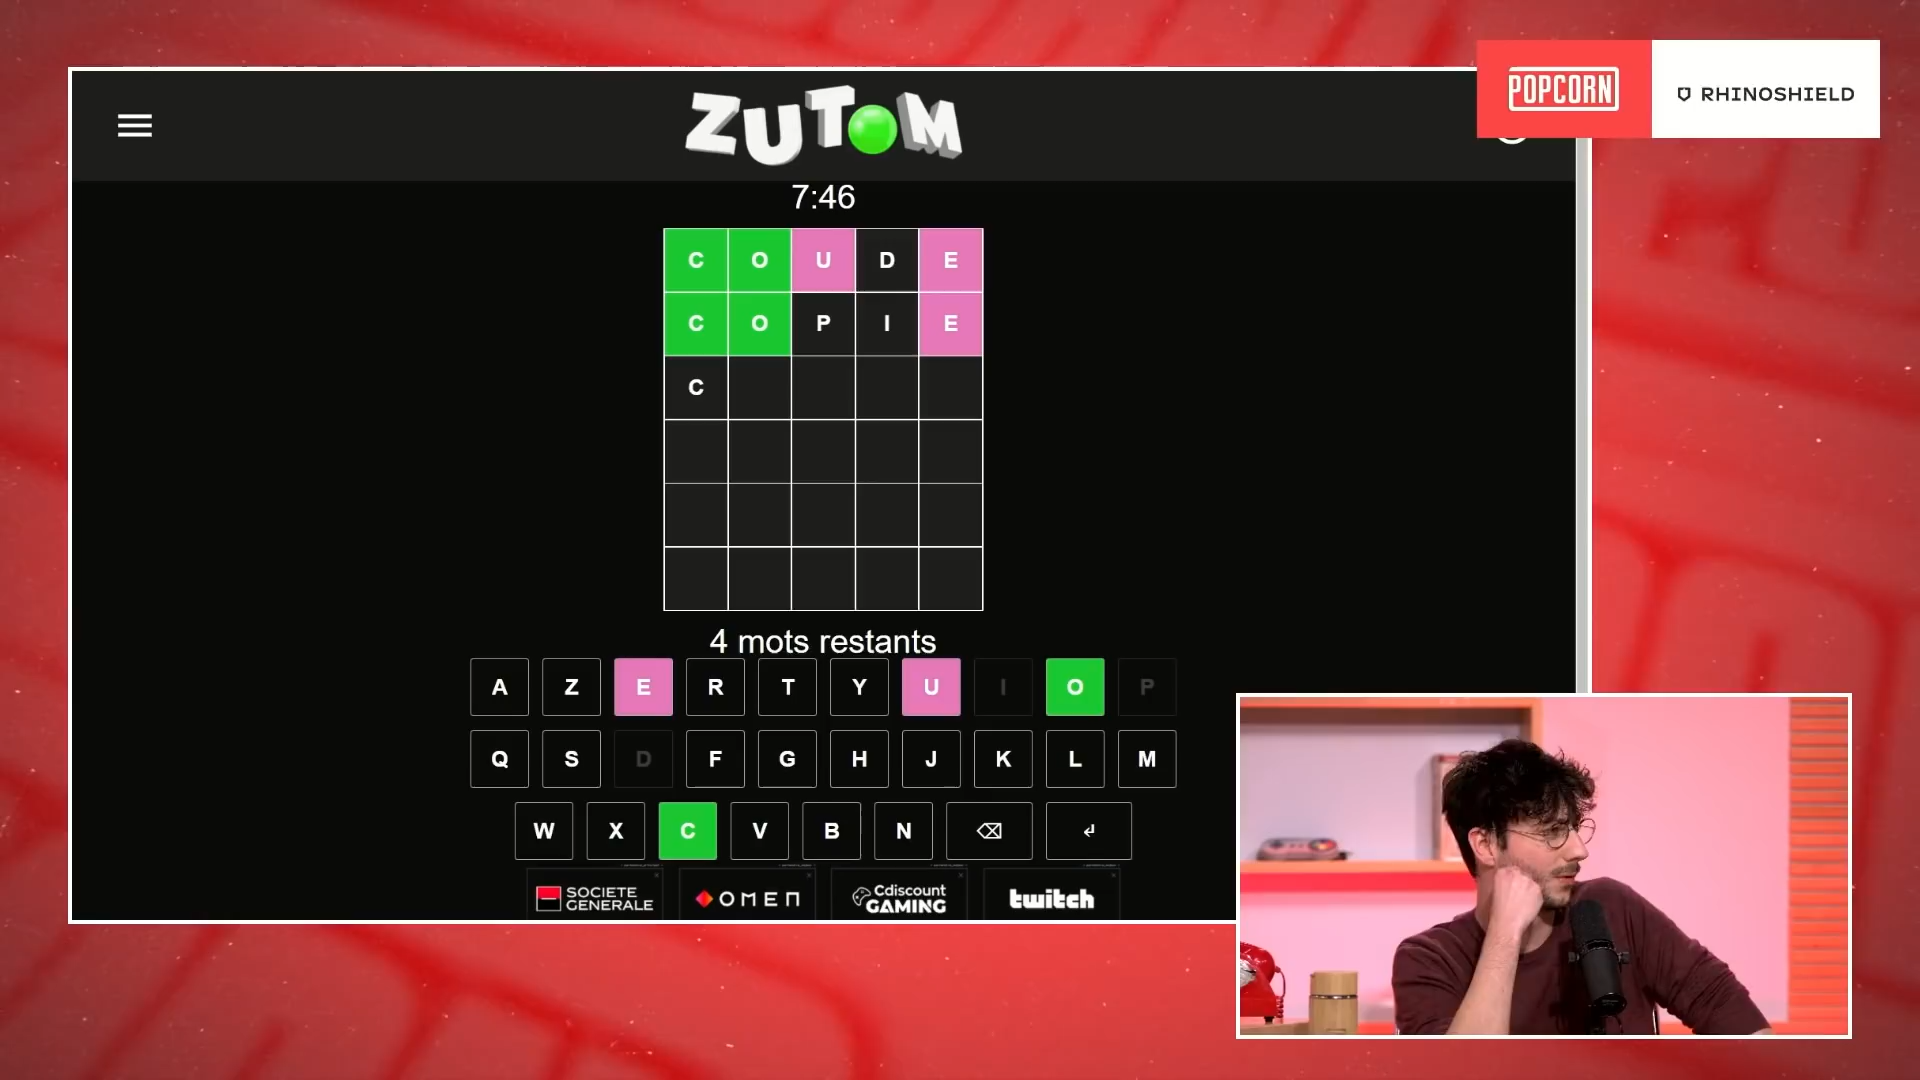 POPCORN
RHINOSHIELD
ZUTOM
7:46
C O U D E
C O P I E
C
4 mots restants
A Z E R T Y U I O P
Q S D F G H J K L M
W X C V B N ⌫ ↲
SOCIETE GENERALE
OMEN
Cdiscount GAMING
twitch